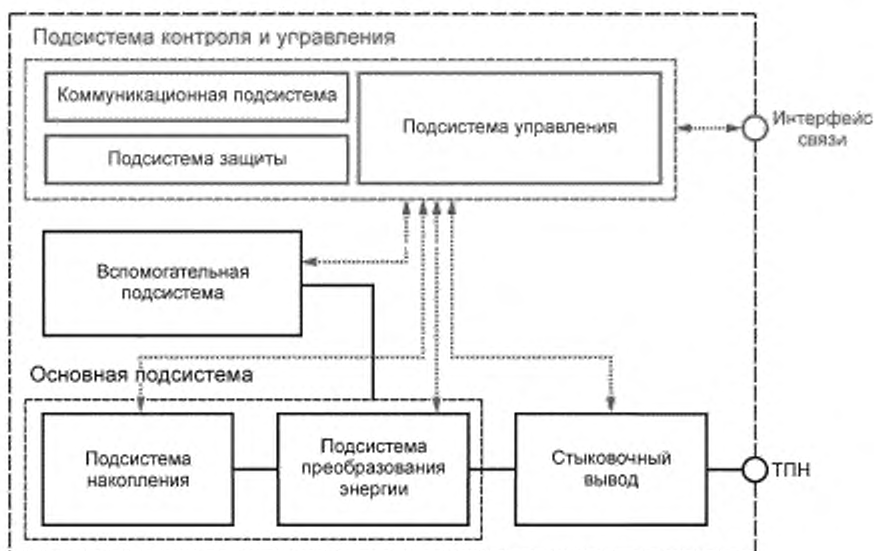 Подсистема контроля и управления
Коммуникационная подсистема
Подсистема защиты
Подсистема управления
Интерфейс
связи
Вспомогательная
подсистема
Основная подсистема
Подсистема
накопления
Подсистема
преобразования
энергии
Стыковочный
вывод
ТПН